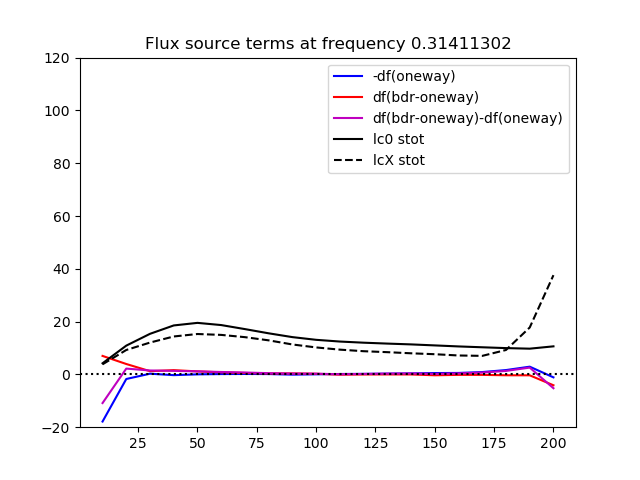 Flux source terms at frequency 0.31411302
120
100
80
60
40
20
0
−20
-df(oneway)
df(bdr-oneway)
df(bdr-oneway)-df(oneway)
lc0 stot
lcX stot
25 50 75 100 125 150 175 200